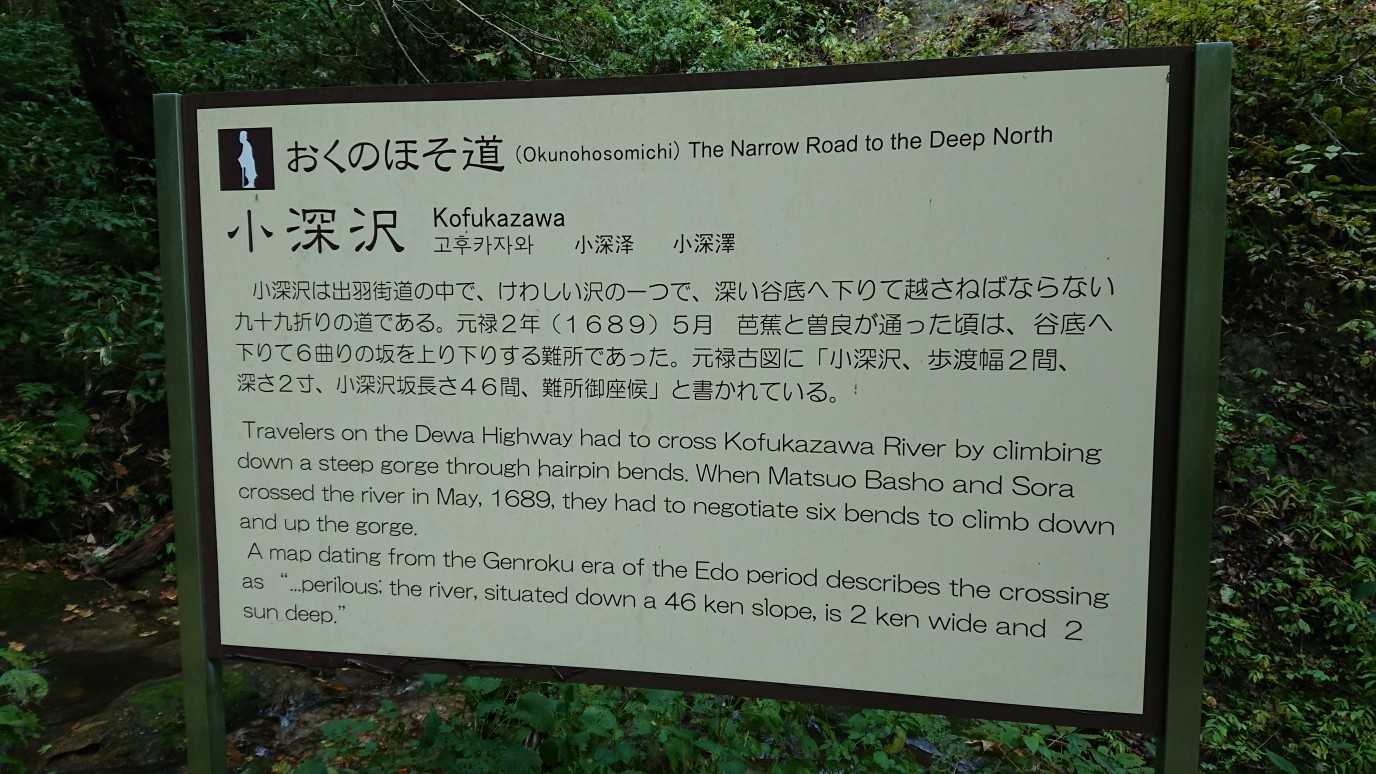 おくのほそ道 (Okunohosomichi) The Narrow Road to the Deep North
小深沢 Kofukazawa
고후카자와 小深泽 小深澤
小深沢は出羽街道の中で、けわしい沢の一つで、深い谷底へ下りて越さねばならない
九十九折りの道である。元禄2年（1689）5月 芭蕉と曽良が通った頃は、谷底へ
下りて6曲りの坂を上り下りする難所であった。元禄古図に「小深沢、歩渡幅2間、
深さ2寸、小深沢坂長さ46間、難所御座候」と書かれている。
Travelers on the Dewa Highway had to cross Kofukazawa River by climbing
down a steep gorge through hairpin bends. When Matsuo Basho and Sora
crossed the river in May, 1689, they had to negotiate six bends to climb down
and up the gorge.
A map dating from the Genroku era of the Edo period describes the crossing
as “...perilous; the river, situated down a 46 ken slope, is 2 ken wide and 2
sun deep.”